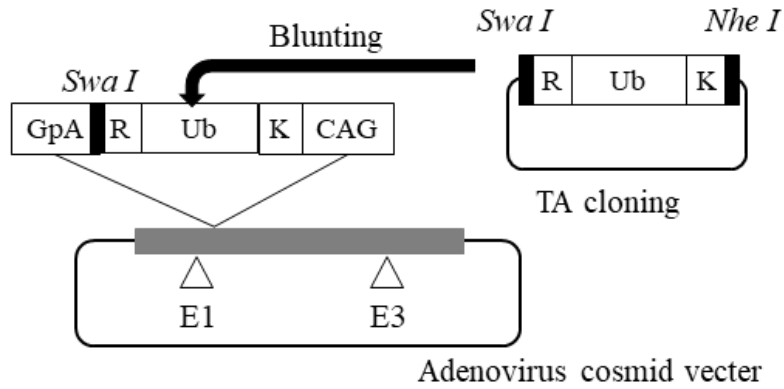 Swa I Nhe I
Blunting
R Ub K
Swa I
GpA R Ub K CAG
TA cloning
E1 E3
Adenovirus cosmid vecter